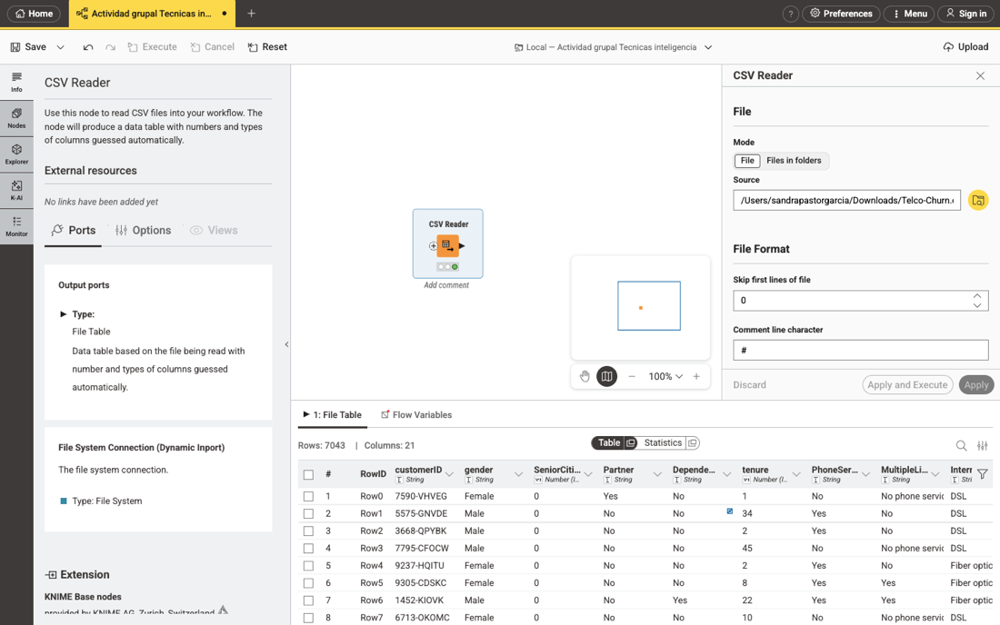 Home
Actividad grupal Tecnicas in...
?
Preferences
Menu
Sign in
Save
Execute
Cancel
Reset
Local — Actividad grupal Tecnicas inteligencia
Upload
Info
Nodes
Explorer
K-AI
Monitor
CSV Reader
Use this node to read CSV files into your workflow. The
node will produce a data table with numbers and types
of columns guessed automatically.
External resources
No links have been added yet
Ports
Options
Views
Output ports
Type:
File Table
Data table based on the file being read with
number and types of columns guessed
automatically.
File System Connection (Dynamic Inport)
The file system connection.
Type: File System
Extension
KNIME Base nodes
provided by KNIME AG, Zurich, Switzerland
CSV Reader
Add comment
100%
CSV Reader
File
Mode
File
Files in folders
Source
/Users/sandrapastorgarcia/Downloads/Telco-Churn.
File Format
Skip first lines of file
0
Comment line character
#
Discard
Apply and Execute
Apply
1: File Table
Flow Variables
Rows: 7043 | Columns: 21
Table
Statistics
# RowID customerID gender SeniorCiti... Partner Depende... tenure PhoneSer... MultipleLi... Interr
String String Number (I... String String Number (I... String String Stri
1 Row0 7590-VHVEG Female 0 Yes No 1 No No phone servic DSL
2 Row1 5575-GNVDE Male 0 No No 34 Yes No DSL
3 Row2 3668-QPYBK Male 0 No No 2 Yes No DSL
4 Row3 7795-CFOCW Male 0 No No 45 No No phone servic DSL
5 Row4 9237-HQITU Female 0 No No 2 Yes No Fiber optic
6 Row5 9305-CDSKC Female 0 No No 8 Yes Yes Fiber optic
7 Row6 1452-KIOVK Male 0 No Yes 22 Yes Yes Fiber optic
8 Row7 6713-OKOMC Female 0 No No 10 No No phone servic DSL